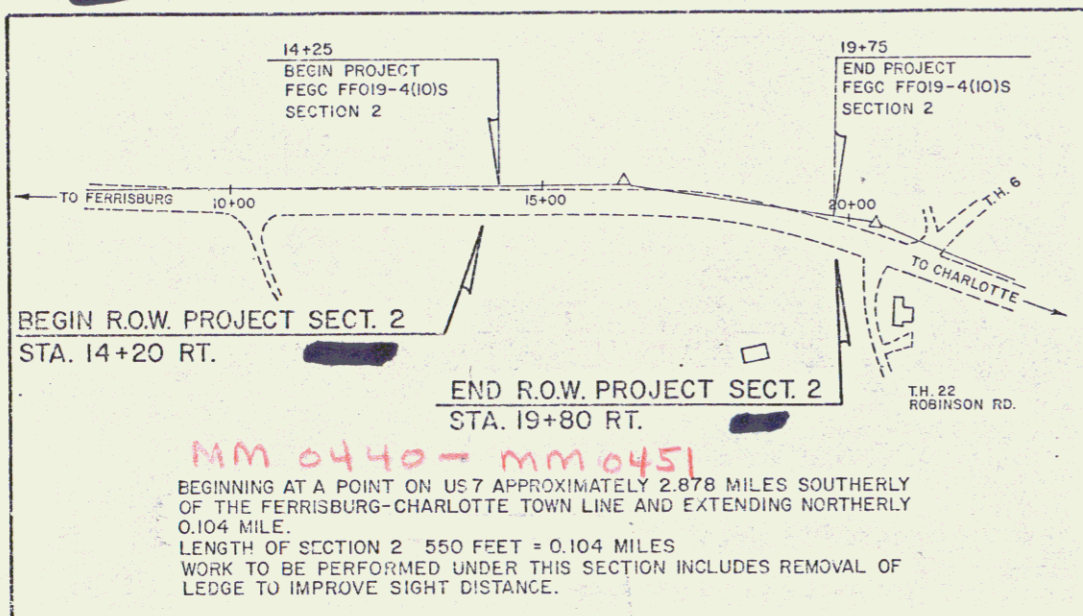 14+25
BEGIN PROJECT
FEGC FFO19-4(10)S
SECTION 2
19+75
END PROJECT
FEGC FFO19-4(10)S
SECTION 2
TO FERRISBURG
10+00
15+00
20+00
T.H. 6
TO CHARLOTTE
BEGIN R.O.W. PROJECT SECT. 2
STA. 14+20 RT.
END R.O.W. PROJECT SECT. 2
STA. 19+80 RT.
T.H. 22
ROBINSON RD.
MM 0440 - MM 0451
BEGINNING AT A POINT ON US 7 APPROXIMATELY 2.878 MILES SOUTHERLY
OF THE FERRISBURG-CHARLOTTE TOWN LINE AND EXTENDING NORTHERLY
0.104 MILE.
LENGTH OF SECTION 2 550 FEET = 0.104 MILES
WORK TO BE PERFORMED UNDER THIS SECTION INCLUDES REMOVAL OF
LEDGE TO IMPROVE SIGHT DISTANCE.